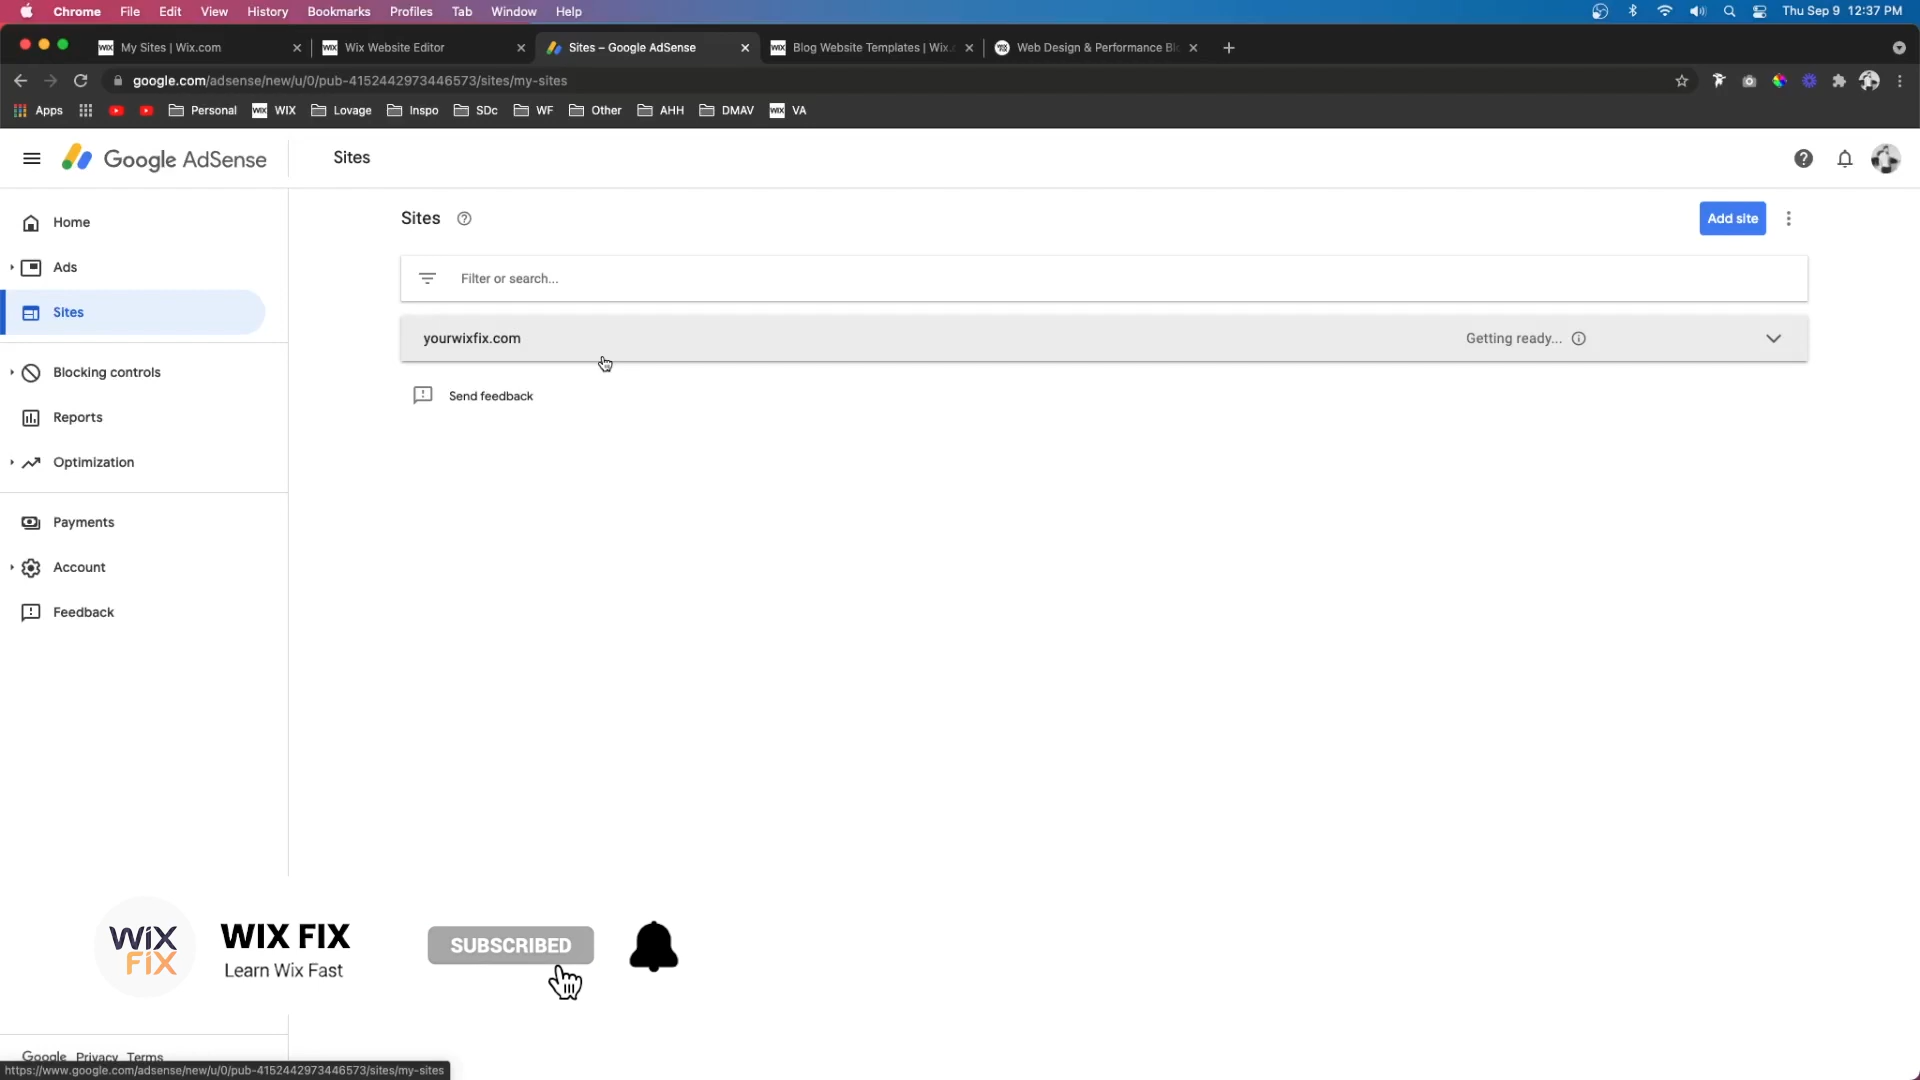 Chrome File Edit View History Bookmarks Profiles Tab Window Help Thu Sep 9 12:37 PM
WIX My Sites | Wix.com WIX Wix Website Editor Sites – Google AdSense WIX Blog Website Templates | Wix.c Web Design & Performance Bl
google.com/adsense/new/u/0/pub-4152442973446573/sites/my-sites
Apps Personal WIX WIX Lovage Inspo SDc WF Other AHH DMAV WIX VA
Google AdSense Sites
Home
Ads
Sites
Blocking controls
Reports
Optimization
Payments
Account
Feedback
Sites Add site
Filter or search...
yourwixfix.com Getting ready...
Send feedback
WIX FIX
WIX FIX
Learn Wix Fast
SUBSCRIBED
Google Privacy Terms
https://www.google.com/adsense/new/u/0/pub-4152442973446573/sites/my-sites